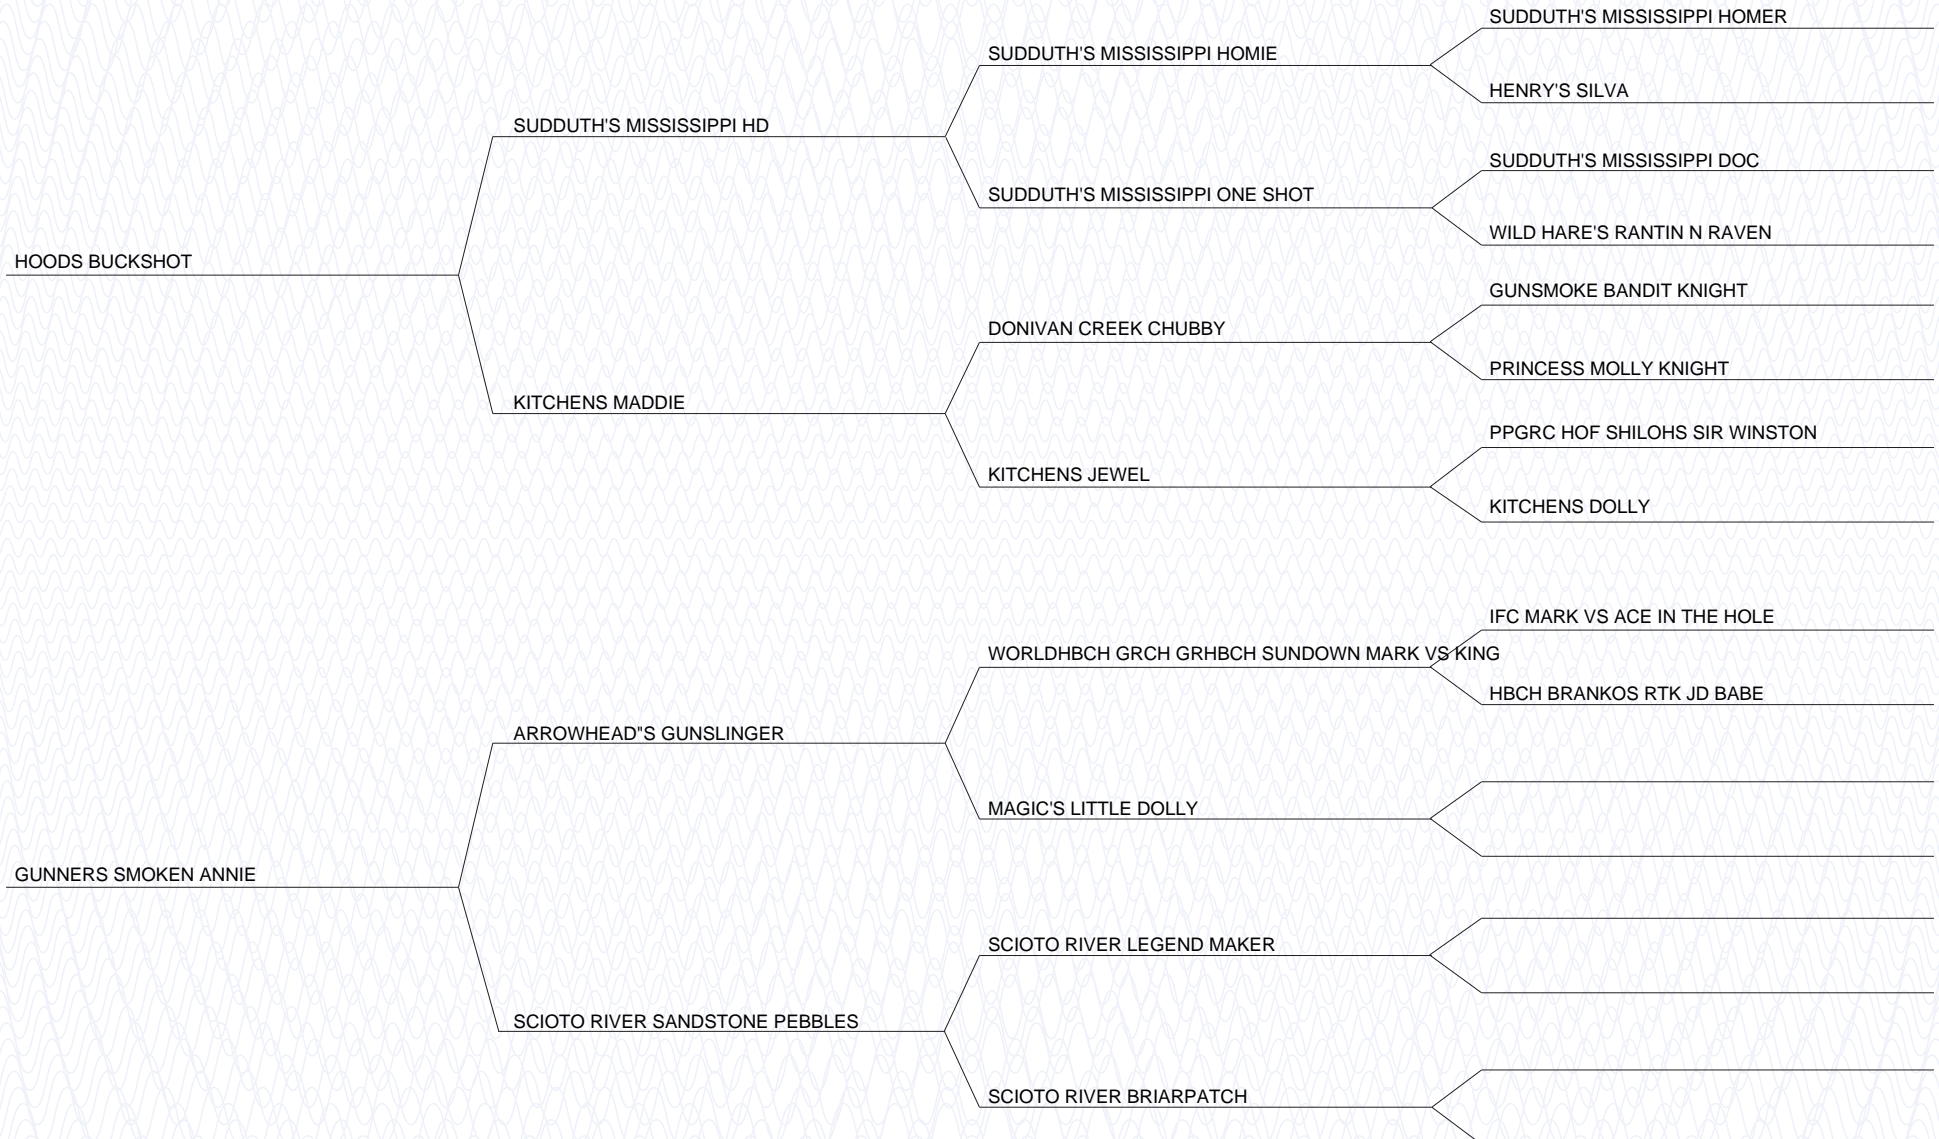 SUDDUTH'S MISSISSIPPI HOMER
SUDDUTH'S MISSISSIPPI HOMIE
HENRY'S SILVA
SUDDUTH'S MISSISSIPPI HD
SUDDUTH'S MISSISSIPPI DOC
SUDDUTH'S MISSISSIPPI ONE SHOT
WILD HARE'S RANTIN N RAVEN
HOODS BUCKSHOT
GUNSMOKE BANDIT KNIGHT
DONIVAN CREEK CHUBBY
PRINCESS MOLLY KNIGHT
KITCHENS MADDIE
PPGRC HOF SHILOHS SIR WINSTON
KITCHENS JEWEL
KITCHENS DOLLY
IFC MARK VS ACE IN THE HOLE
WORLDHBCH GRCH GRHBCH SUNDOWN MARK VS KING
HBCH BRANKOS RTK JD BABE
ARROWHEAD"S GUNSLINGER
MAGIC'S LITTLE DOLLY
GUNNERS SMOKEN ANNIE
SCIOTO RIVER LEGEND MAKER
SCIOTO RIVER SANDSTONE PEBBLES
SCIOTO RIVER BRIARPATCH